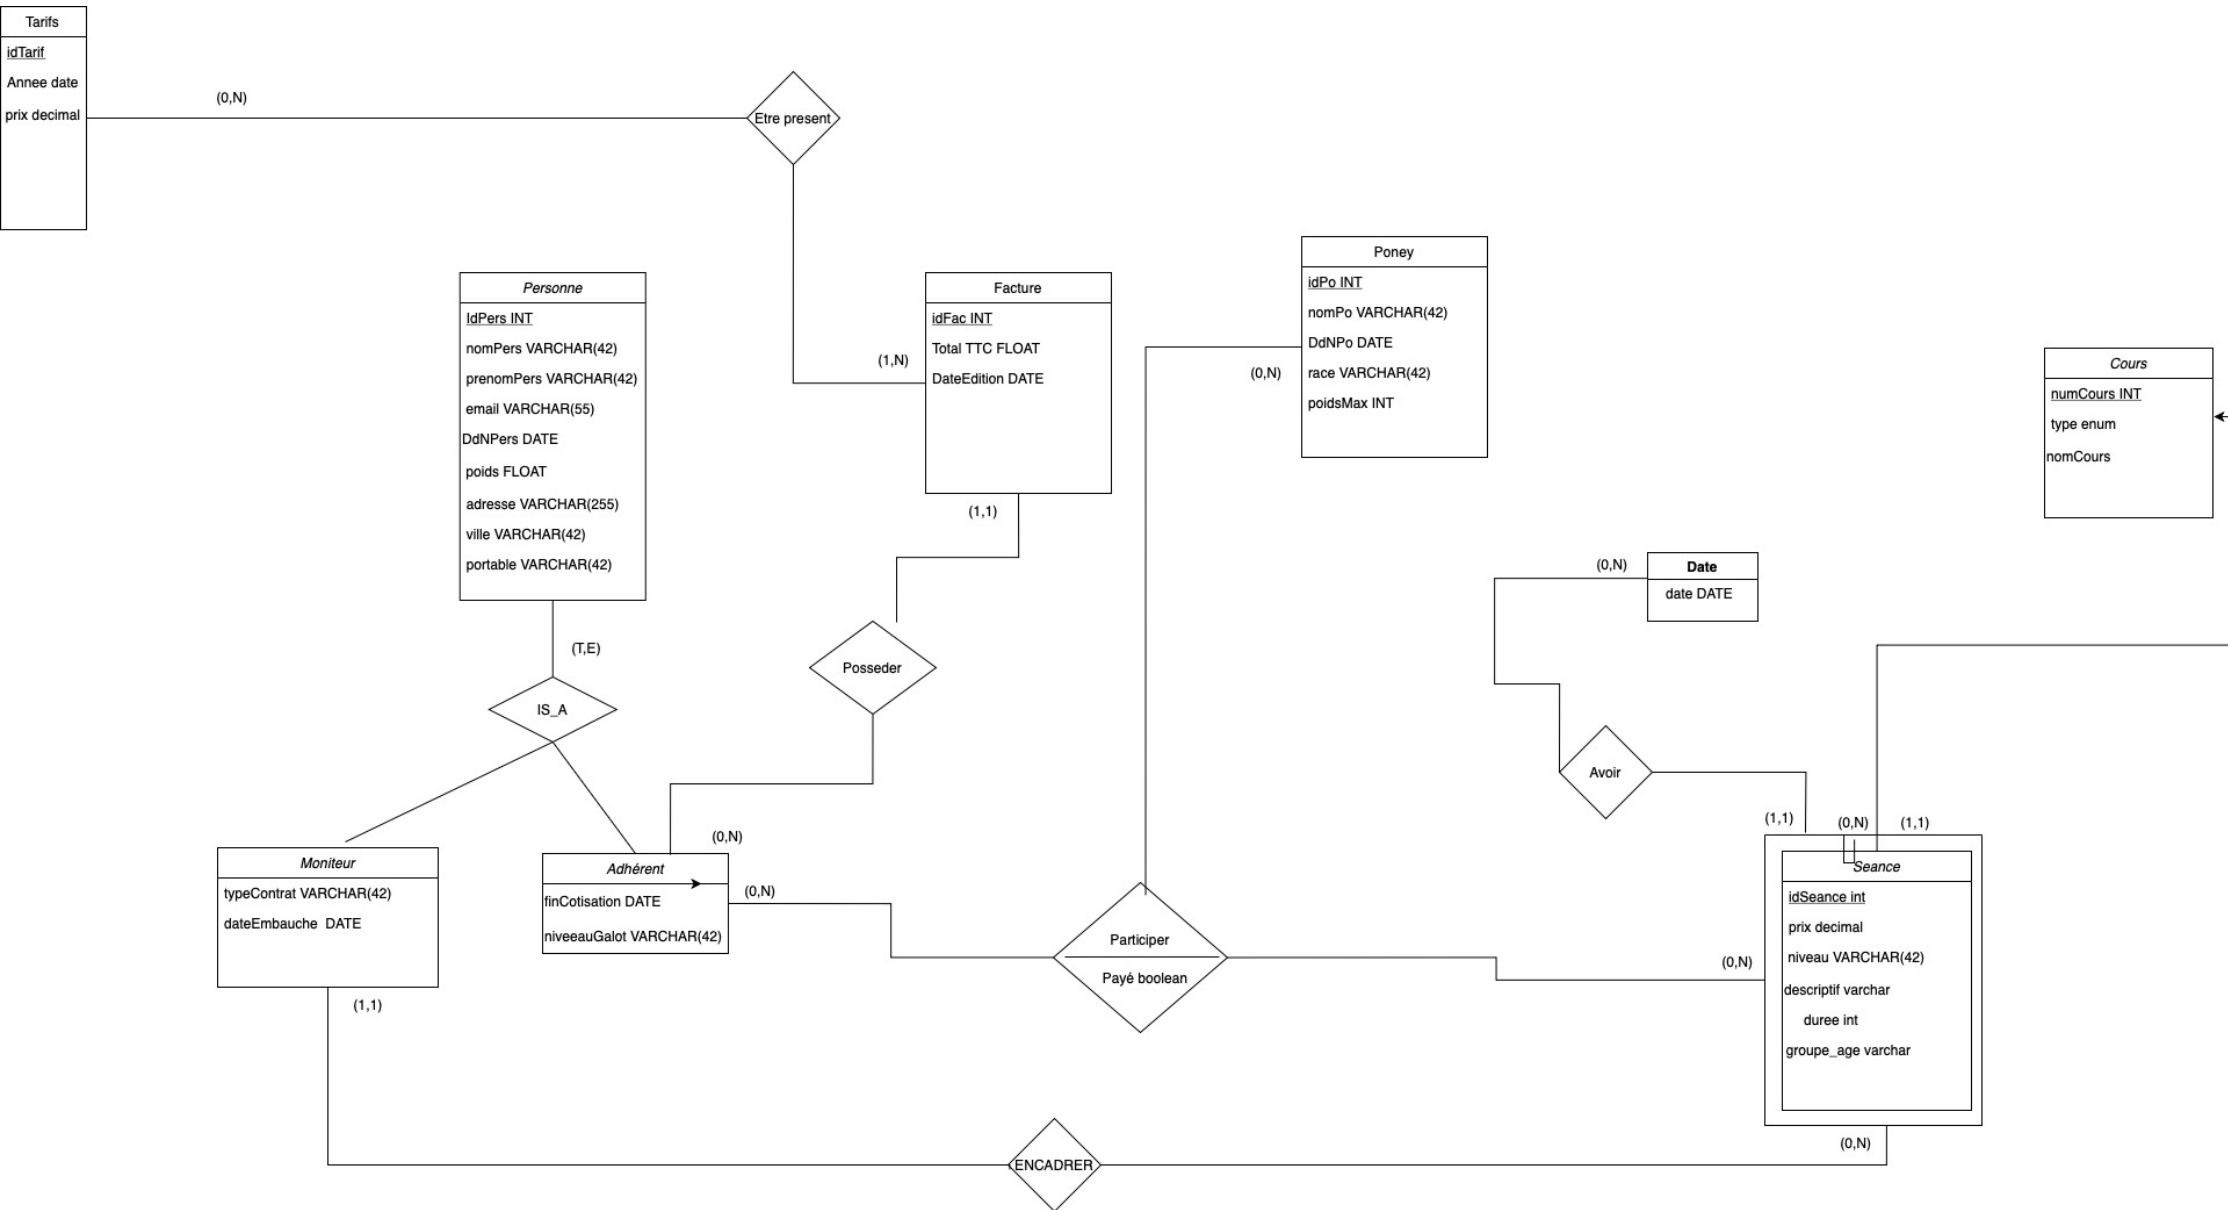 Tarifs
idTarif
Annee date
prix decimal
(0,N)
Etre present
(1,N)
Personne
IdPers INT
nomPers VARCHAR(42)
prenomPers VARCHAR(42)
email VARCHAR(55)
DdNPers DATE
poids FLOAT
adresse VARCHAR(255)
ville VARCHAR(42)
portable VARCHAR(42)
Facture
idFac INT
Total TTC FLOAT
DateEdition DATE
(1,1)
Poney
idPo INT
nomPo VARCHAR(42)
DdNPo DATE
race VARCHAR(42)
poidsMax INT
(0,N)
Cours
numCours INT
type enum
nomCours
(0,N)
Date
date DATE
(T,E)
IS_A
Posseder
Avoir
(1,1)
(0,N)
(1,1)
Moniteur
typeContrat VARCHAR(42)
dateEmbauche DATE
(1,1)
(0,N)
Adhérent
finCotisation DATE
niveeauGalot VARCHAR(42)
(0,N)
Participer
Payé boolean
(0,N)
Seance
idSeance int
prix decimal
niveau VARCHAR(42)
descriptif varchar
duree int
groupe_age varchar
(0,N)
ENCADRER